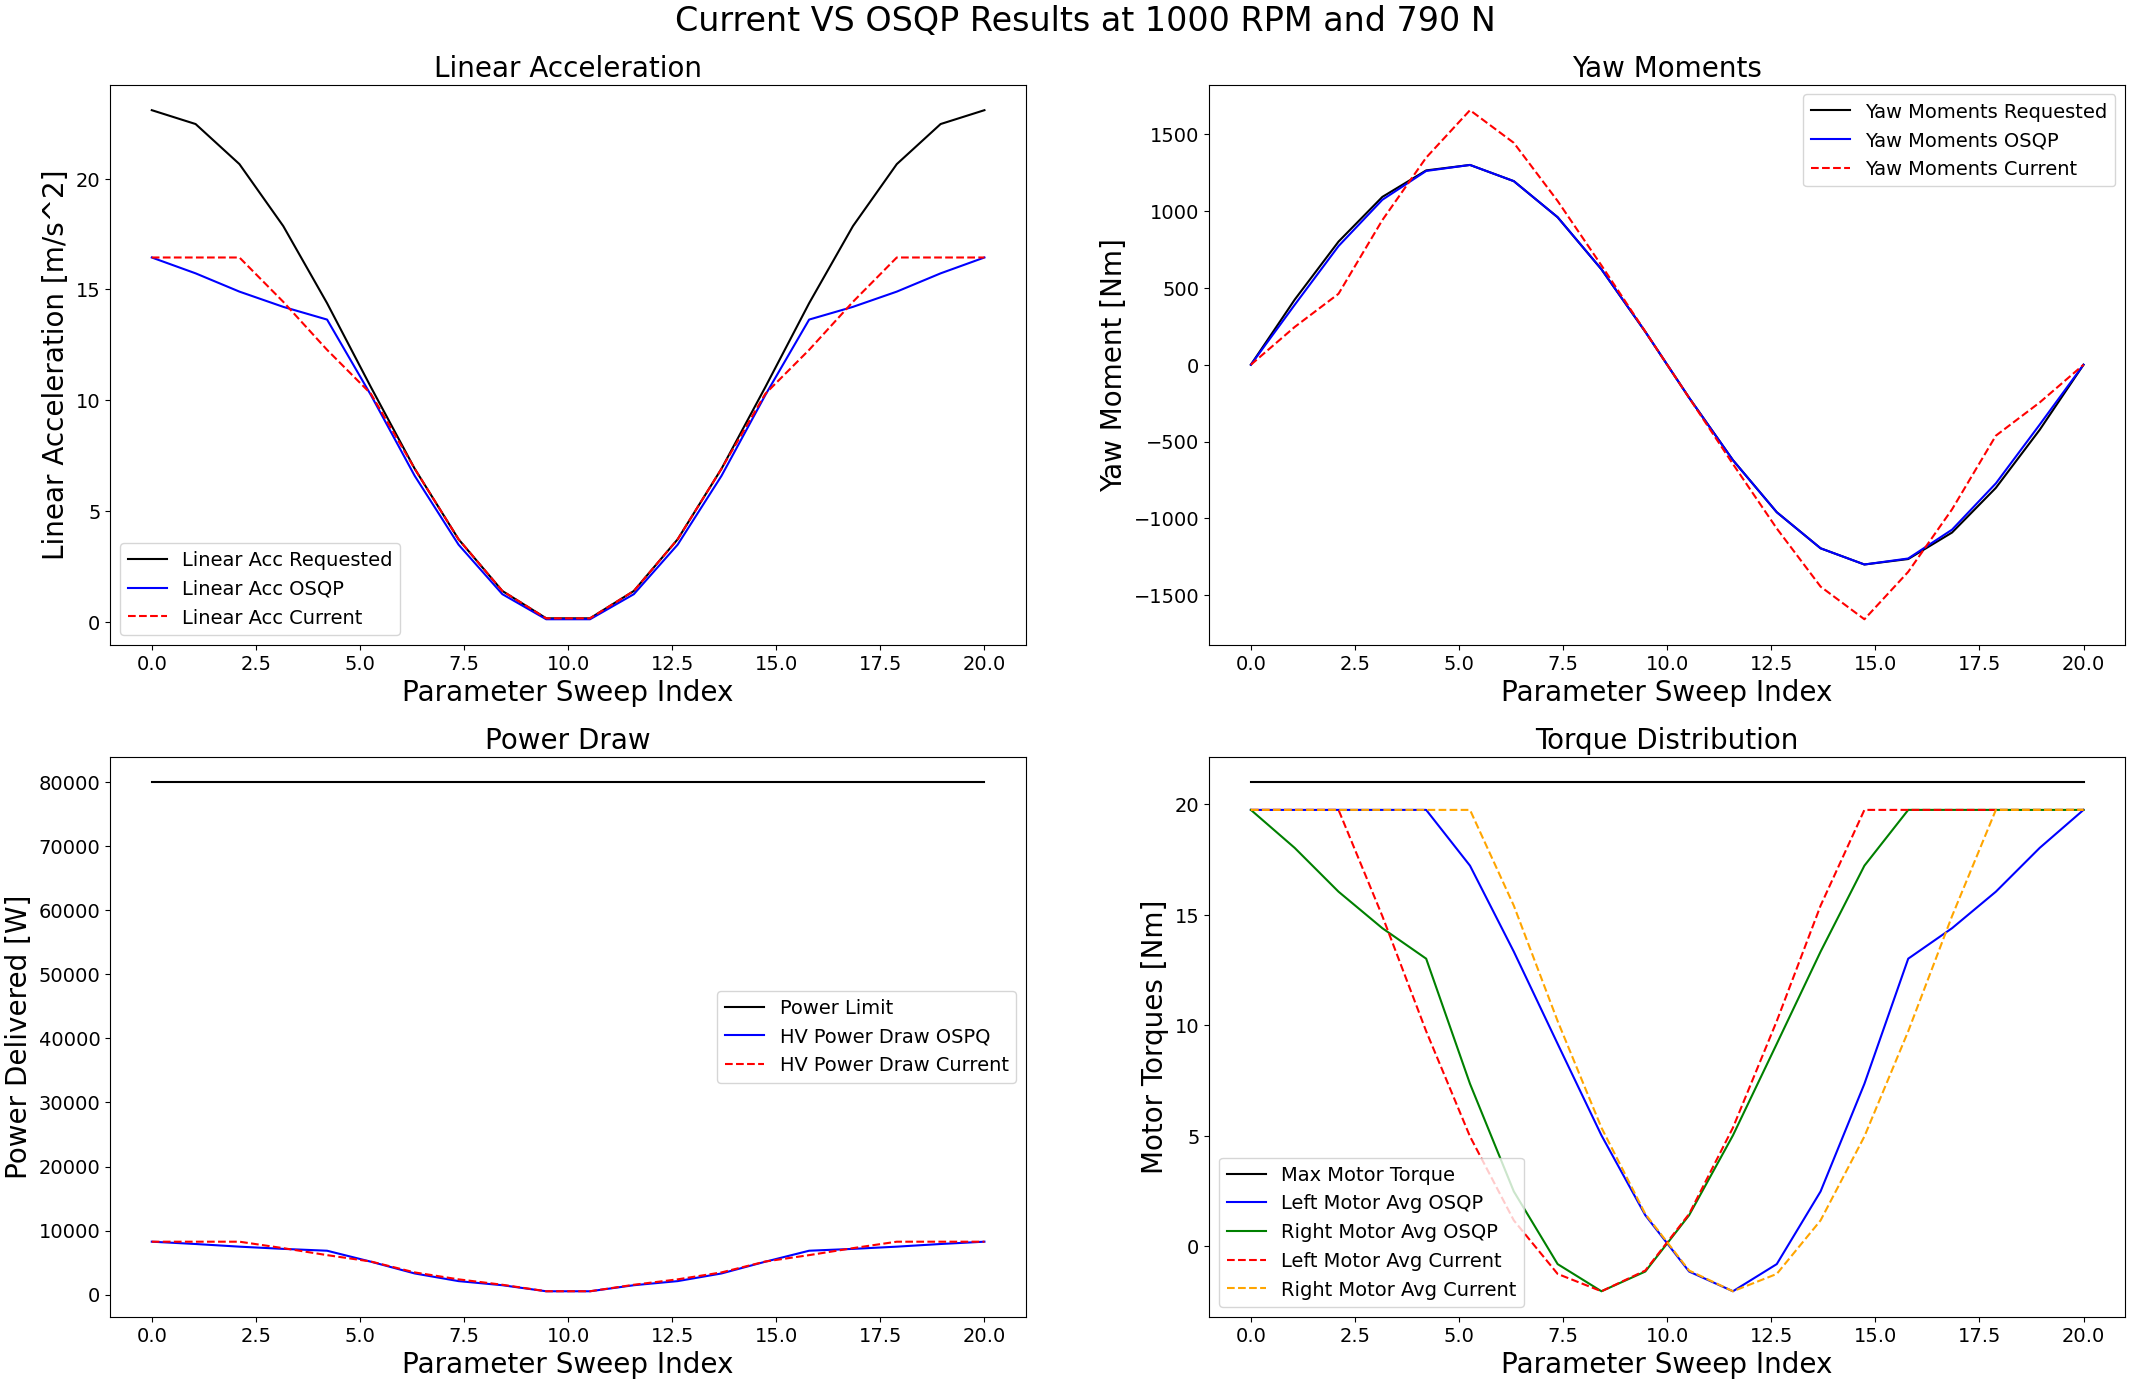 Current VS OSQP Results at 1000 RPM and 790 N
Linear Acceleration
Linear Acceleration [m/s^2]
20
15
10
5
0
Linear Acc Requested
Linear Acc OSQP
Linear Acc Current
0.0 2.5 5.0 7.5 10.0 12.5 15.0 17.5 20.0
Parameter Sweep Index
Yaw Moments
Yaw Moment [Nm]
1500
1000
500
0
−500
−1000
−1500
Yaw Moments Requested
Yaw Moments OSQP
Yaw Moments Current
0.0 2.5 5.0 7.5 10.0 12.5 15.0 17.5 20.0
Parameter Sweep Index
Power Draw
Power Delivered [W]
80000
70000
60000
50000
40000
30000
20000
10000
0
Power Limit
HV Power Draw OSPQ
HV Power Draw Current
0.0 2.5 5.0 7.5 10.0 12.5 15.0 17.5 20.0
Parameter Sweep Index
Torque Distribution
Motor Torques [Nm]
20
15
10
5
0
Max Motor Torque
Left Motor Avg OSQP
Right Motor Avg OSQP
Left Motor Avg Current
Right Motor Avg Current
0.0 2.5 5.0 7.5 10.0 12.5 15.0 17.5 20.0
Parameter Sweep Index